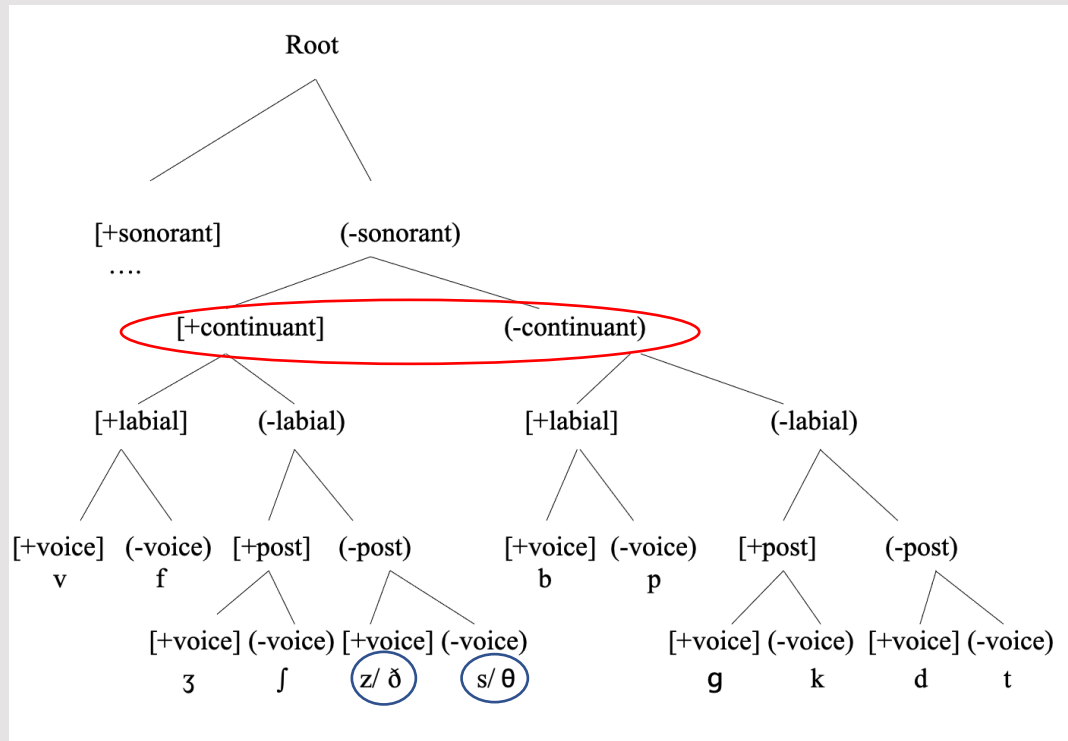 Root
[+sonorant] (-sonorant)
....
[+continuant] (-continuant)
[+labial] (-labial) [+labial] (-labial)
[+voice] (-voice) [+post] (-post) [+voice] (-voice) [+post] (-post)
v f b p
[+voice] (-voice) [+voice] (-voice) [+voice] (-voice) [+voice] (-voice)
ʒ ʃ z/ ð s/ θ g k d t